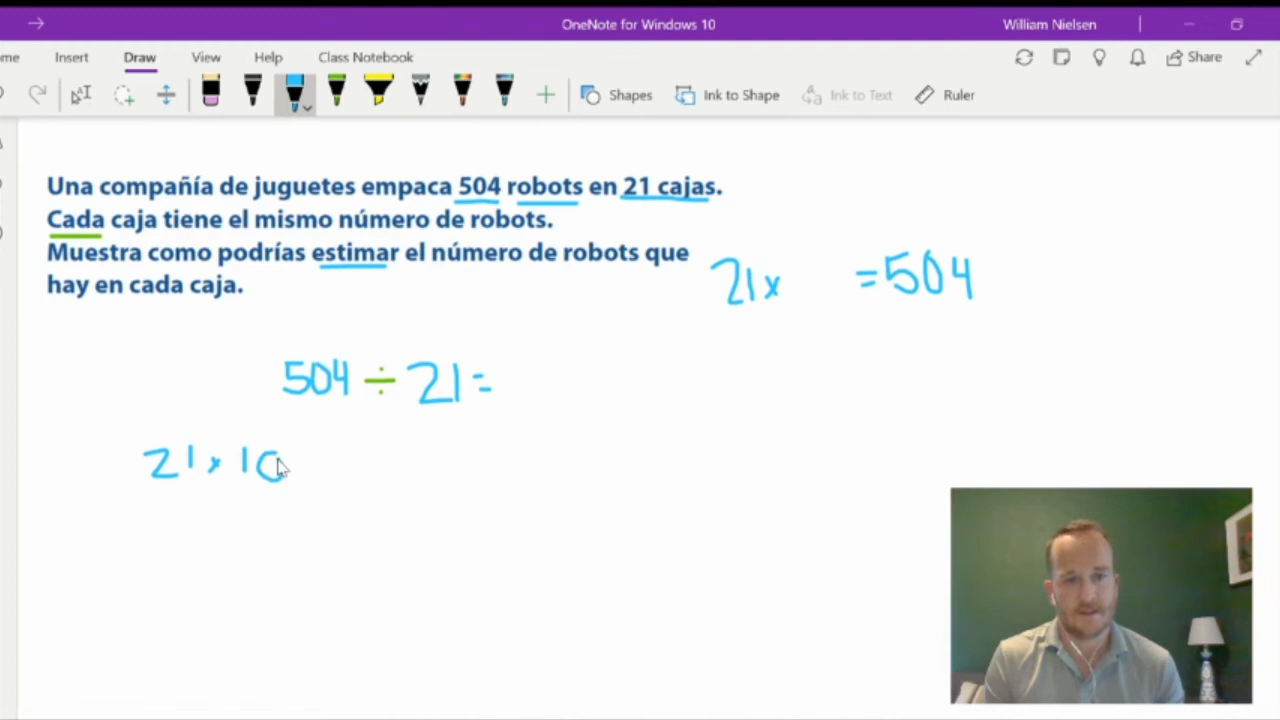 OneNote for Windows 10
William Nielsen
Insert Draw View Help Class Notebook
Share
Shapes Ink to Shape Ink to Text Ruler
Una compañía de juguetes empaca 504 robots en 21 cajas.
Cada caja tiene el mismo número de robots.
Muestra como podrías estimar el número de robots que
hay en cada caja.
21x =504
504 ÷ 21=
21x10